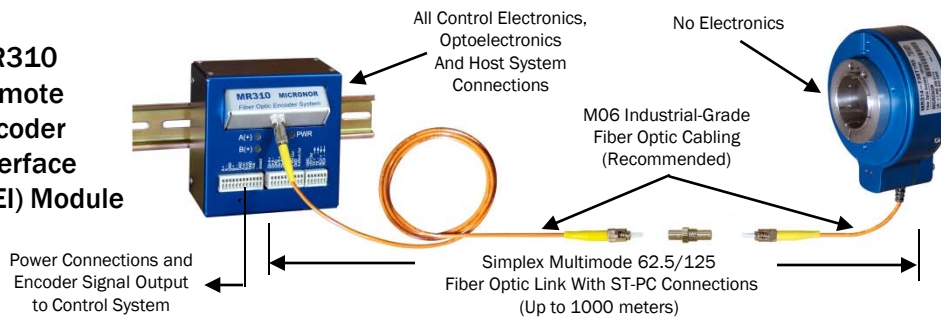 R310
mote
coder
erface
EI) Module
All Control Electronics,
Optoelectronics
And Host System
Connections
No Electronics
MR310 MICRONOR
Fiber Optic Encoder System
A(+)
PWR
B(+)
M06 Industrial-Grade
Fiber Optic Cabling
(Recommended)
Power Connections and
Encoder Signal Output
to Control System
Simplex Multimode 62.5/125
Fiber Optic Link With ST-PC Connections
(Up to 1000 meters)